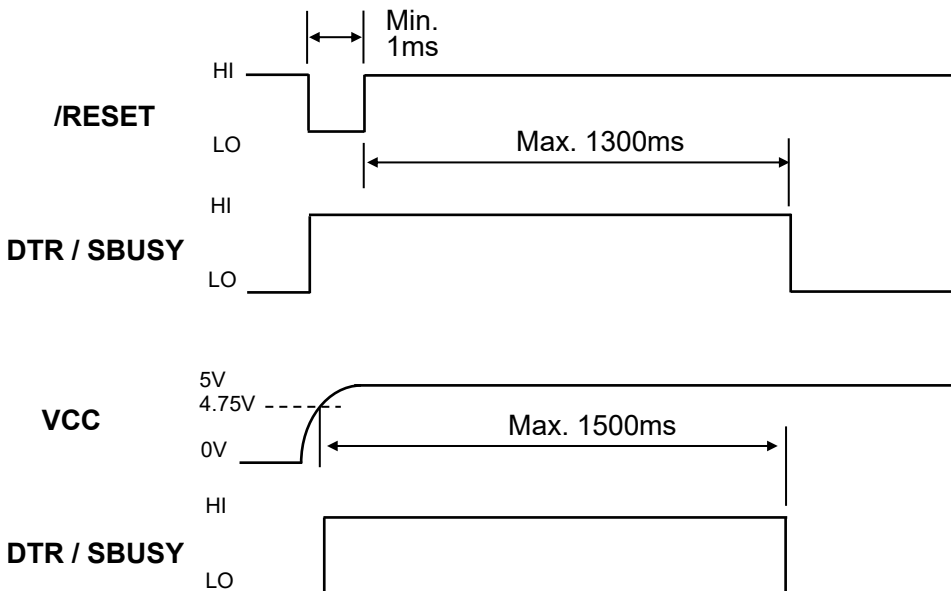 Min.
1ms
HI
/RESET
LO
Max. 1300ms
HI
DTR / SBUSY
LO
5V
4.75V
VCC
Max. 1500ms
0V
HI
DTR / SBUSY
LO